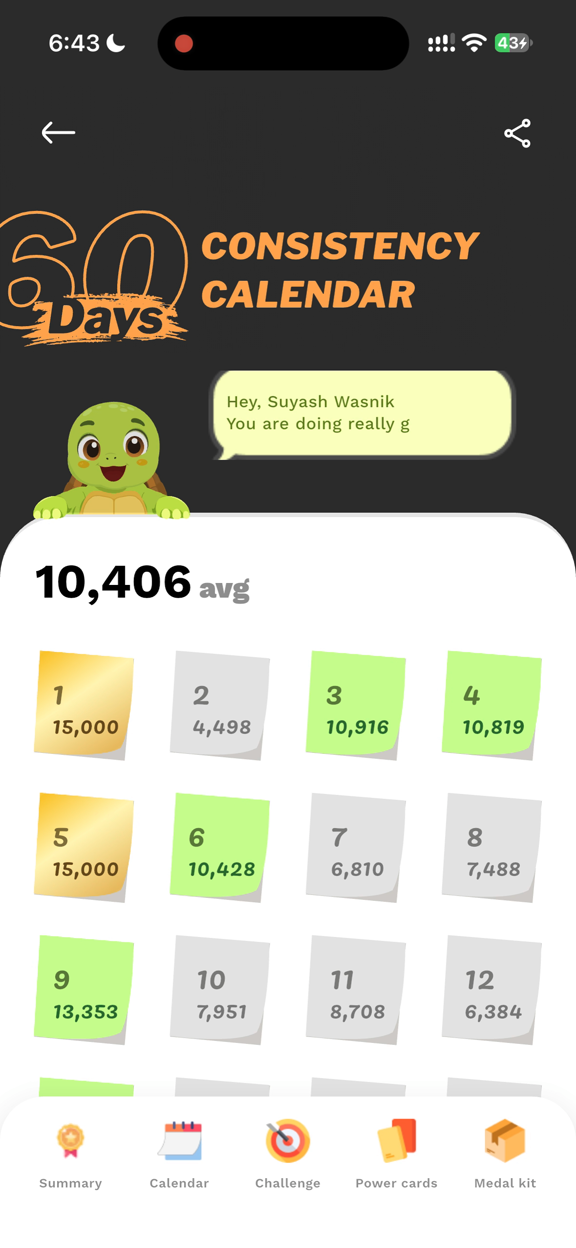 6:43
43
60
Days
CONSISTENCY
CALENDAR
Hey, Suyash Wasnik
You are doing really g
10,406 avg
1
15,000
2
4,498
3
10,916
4
10,819
5
15,000
6
10,428
7
6,810
8
7,488
9
13,353
10
7,951
11
8,708
12
6,384
Summary
Calendar
Challenge
Power cards
Medal kit